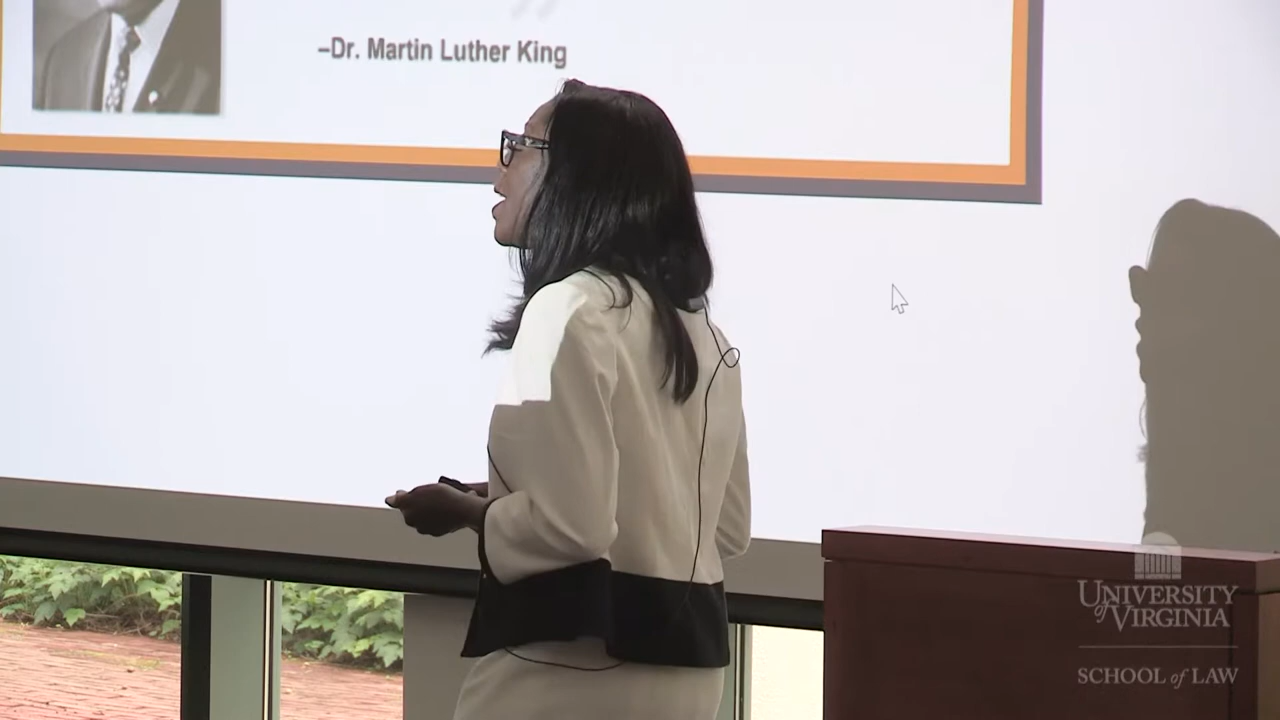 –Dr. Martin Luther King
UNIVERSITY
of VIRGINIA
SCHOOL of LAW